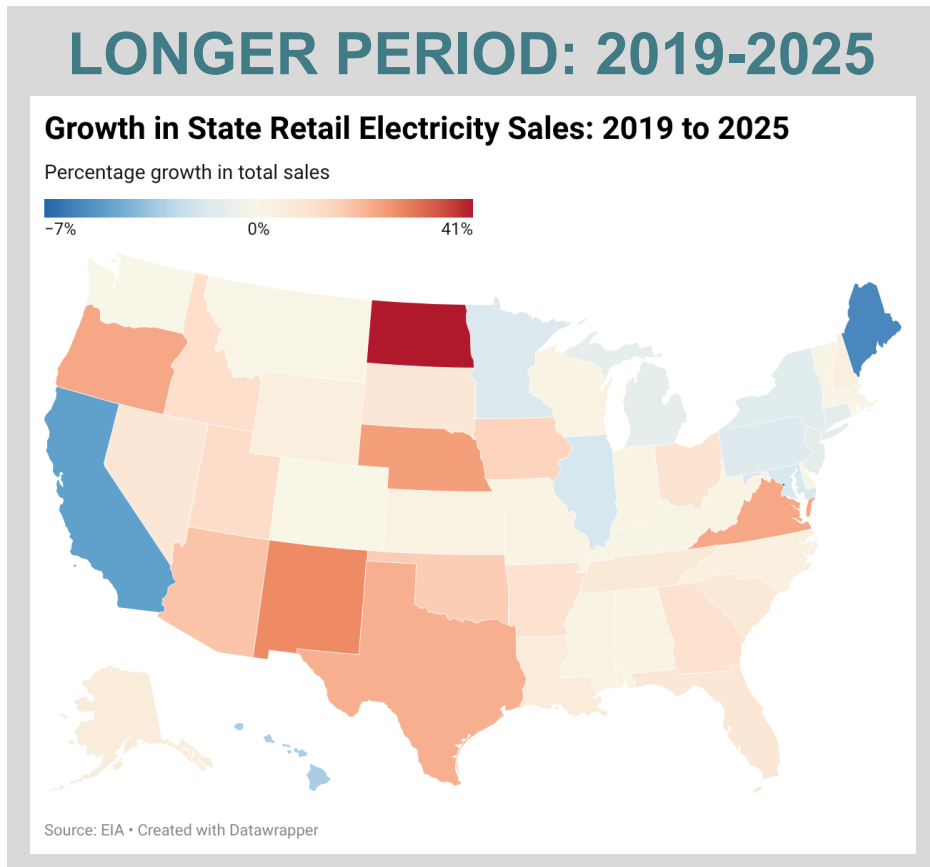 LONGER PERIOD: 2019-2025
Growth in State Retail Electricity Sales: 2019 to 2025
Percentage growth in total sales
−7% 0% 41%
Source: EIA • Created with Datawrapper